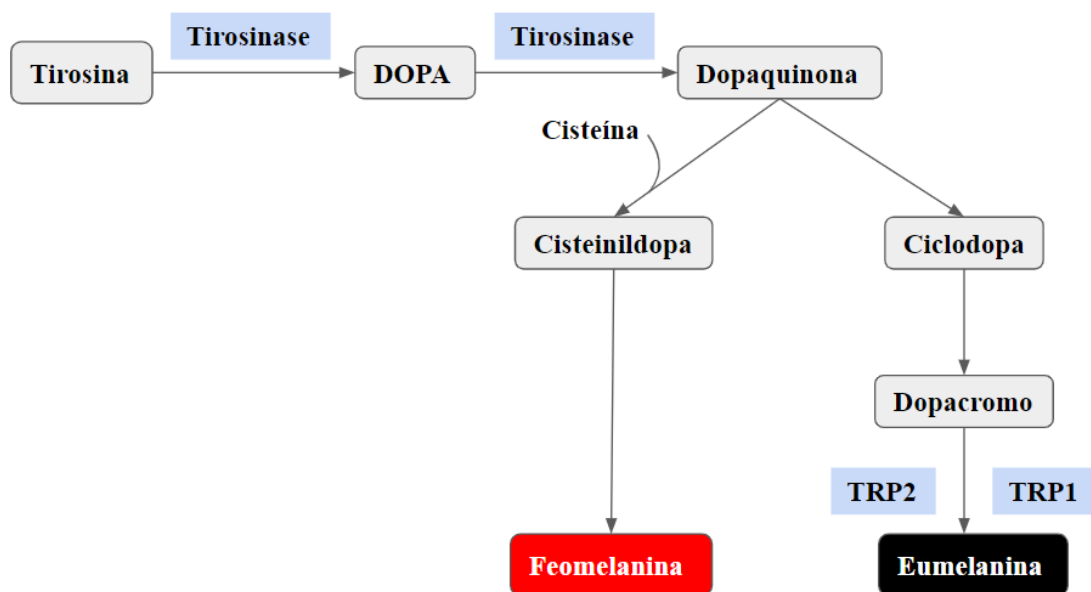 Tirosinase
Tirosinase
Tirosina
DOPA
Dopaquinona
Cisteína
Cisteinildopa
Ciclodopa
Dopacromo
TRP2
TRP1
Feomelanina
Eumelanina